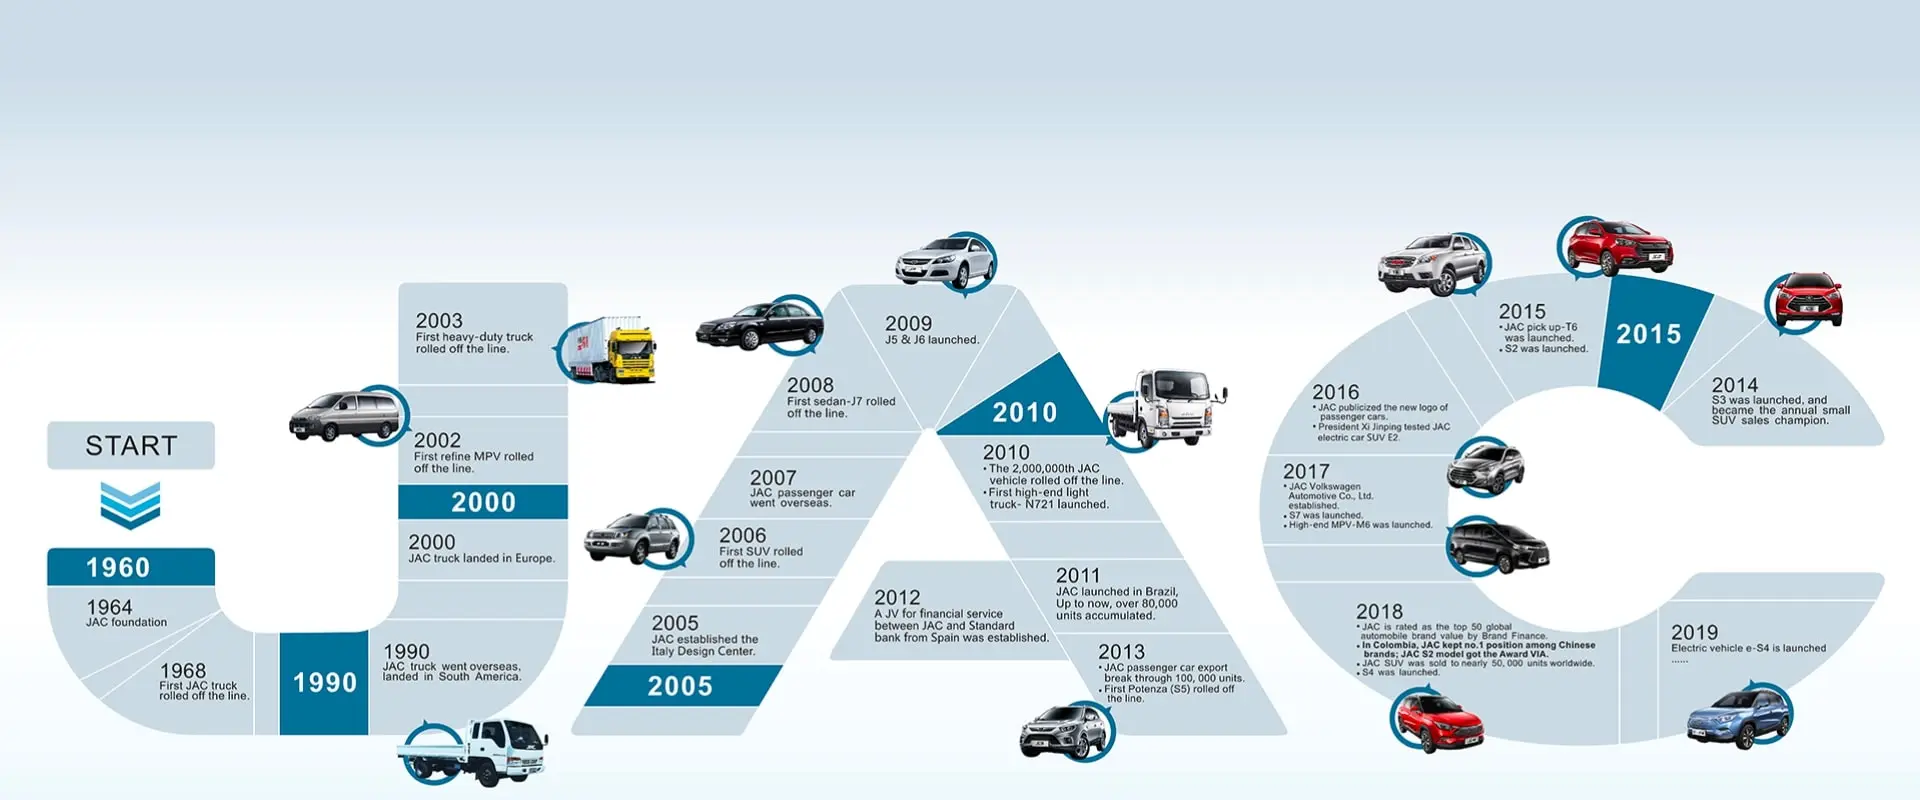 START
1960
1964
JAC foundation
1968
First JAC truck
rolled off the line.
1990
1990
JAC truck went overseas,
landed in South America.
2000
JAC truck landed in Europe.
2000
2002
First refine MPV rolled
off the line.
2003
First heavy-duty truck
rolled off the line.
2005
2005
JAC established the
Italy Design Center.
2006
First SUV rolled
off the line.
2007
JAC passenger car
went overseas.
2008
First sedan-J7 rolled
off the line.
2009
J5 & J6 launched.
2010
2010
• The 2,000,000th JAC
vehicle rolled off the line.
• First high-end light
truck- N721 launched.
2011
JAC launched in Brazil,
Up to now, over 80,000
units accumulated.
2012
A JV for financial service
between JAC and Standard
bank from Spain was established.
2013
• JAC passenger car export
break through 100, 000 units.
• First Potenza (S5) rolled off
the line.
2014
S3 was launched, and
became the annual small
SUV sales champion.
2015
2015
• JAC pick up-T6
was launched.
• S2 was launched.
2016
• JAC publicized the new logo of
passenger cars.
• President Xi Jinping tested JAC
electric car SUV E2.
2017
• JAC Volkswagen
Automotive Co., Ltd.
established.
• S7 was launched.
• High-end MPV-M6 was launched.
2018
• JAC is rated as the top 50 global
automobile brand value by Brand Finance.
• In Colombia, JAC kept no.1 position among Chinese
brands; JAC S2 model got the Award VIA.
• JAC SUV was sold to nearly 50, 000 units worldwide.
• S4 was launched.
2019
Electric vehicle e-S4 is launched
......